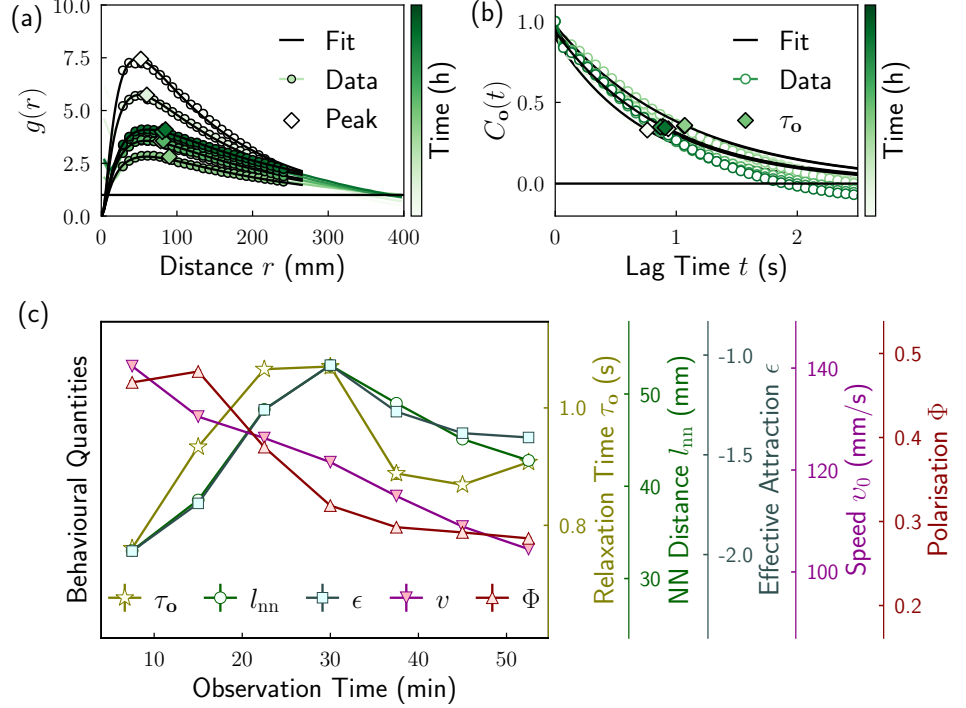 (a)
10.0
7.5
5.0
2.5
0.0
g(r)
Fit
Data
Peak
0
100
200
300
400
Distance r (mm)
Time (h)
(b)
1.0
0.5
0.0
C_o(t)
Fit
Data
τ_o
0
1
2
Lag Time t (s)
Time (h)
(c)
Behavioural Quantities
τ_o
l_nn
ϵ
v
Φ
10
20
30
40
50
Observation Time (min)
1.0
0.8
Relaxation Time τ_o (s)
50
40
30
NN Distance l_nn (mm)
-1.0
-1.5
-2.0
Effective Attraction ϵ
140
120
100
Speed v_0 (mm/s)
0.5
0.4
0.3
0.2
Polarisation Φ